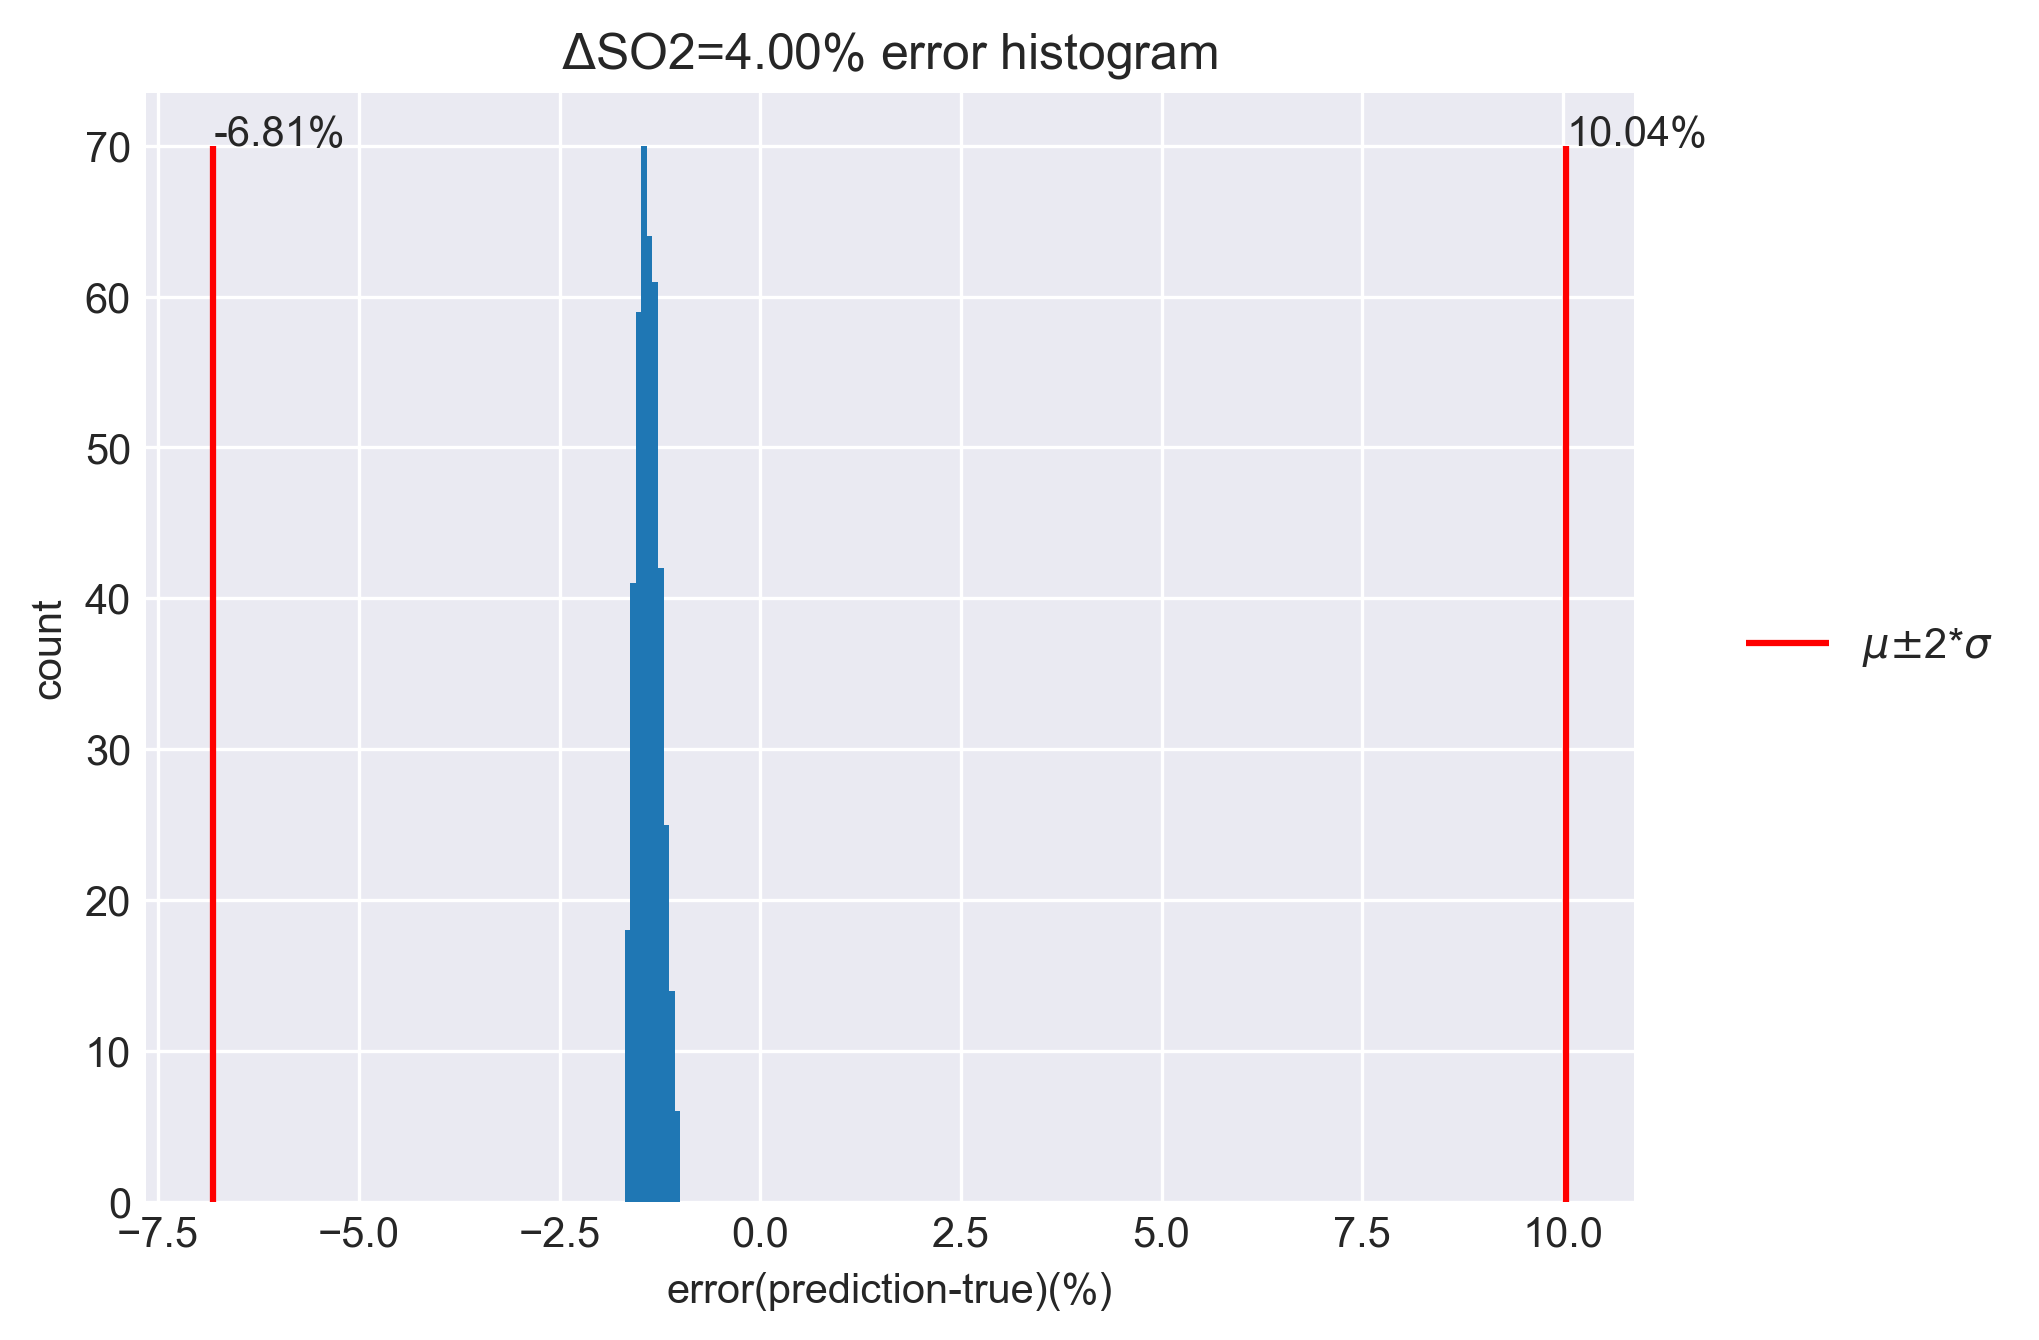 ΔSO2=4.00% error histogram
-6.81%
10.04%
70
60
50
40
30
20
10
0
count
μ±2*σ
−7.5 −5.0 −2.5 0.0 2.5 5.0 7.5 10.0
error(prediction-true)(%)